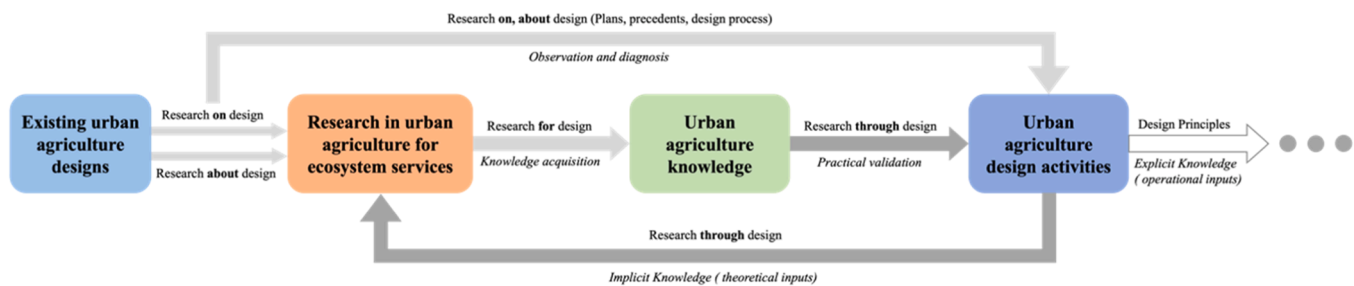 Research on, about design (Plans, precedents, design process)
Observation and diagnosis
Existing urban
agriculture
designs
Research on design
Research about design
Research in urban
agriculture for
ecosystem services
Research for design
Knowledge acquisition
Urban
agriculture
knowledge
Research through design
Practical validation
Urban
agriculture
design activities
Design Principles
Explicit Knowledge
( operational inputs)
Research through design
Implicit Knowledge ( theoretical inputs)